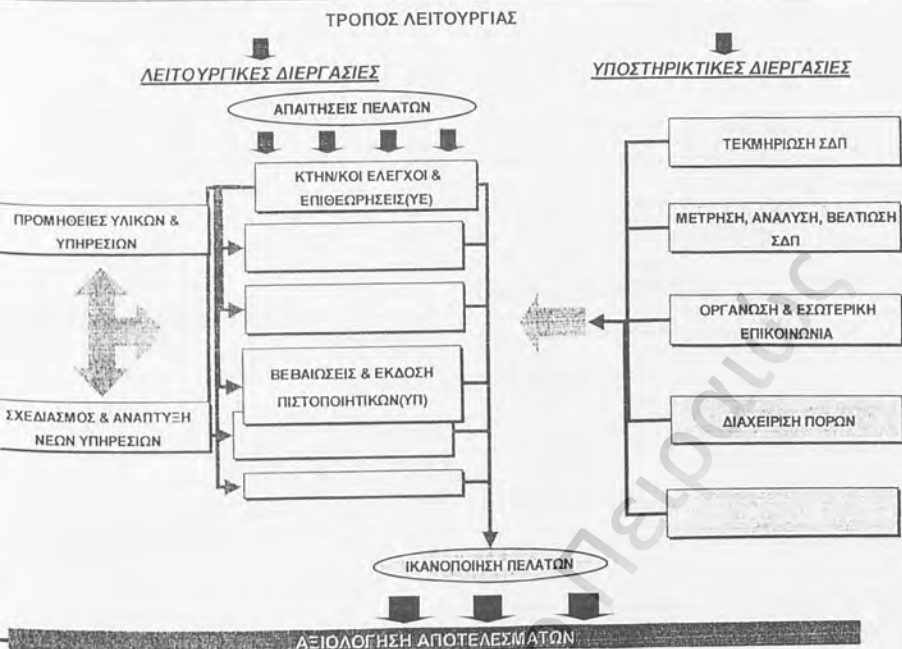 ΤΡΟΠΟΣ ΛΕΙΤΟΥΡΓΙΑΣ
ΛΕΙΤΟΥΡΓΙΚΕΣ ΔΙΕΡΓΑΣΙΕΣ
ΥΠΟΣΤΗΡΙΚΤΙΚΕΣ ΔΙΕΡΓΑΣΙΕΣ
ΑΠΑΙΤΗΣΕΙΣ ΠΕΛΑΤΩΝ
ΚΤΗΝ/ΚΟΙ ΕΛΕΓΧΟΙ &
ΕΠΙΘΕΩΡΗΣΕΙΣ(ΥΕ)
ΠΡΟΜΗΘΕΙΕΣ ΥΛΙΚΩΝ &
ΥΠΗΡΕΣΙΩΝ
ΒΕΒΑΙΩΣΕΙΣ & ΕΚΔΟΣΗ
ΠΙΣΤΟΠΟΙΗΤΙΚΩΝ(ΥΠ)
ΣΧΕΔΙΑΣΜΟΣ & ΑΝΑΠΤΥΞΗ
ΝΕΩΝ ΥΠΗΡΕΣΙΩΝ
ΤΕΚΜΗΡΙΩΣΗ ΣΔΠ
ΜΕΤΡΗΣΗ, ΑΝΑΛΥΣΗ, ΒΕΛΤΙΩΣΗ
ΣΔΠ
ΟΡΓΑΝΩΣΗ & ΕΣΩΤΕΡΙΚΗ
ΕΠΙΚΟΙΝΩΝΙΑ
ΔΙΑΧΕΙΡΙΣΗ ΠΟΡΩΝ
ΙΚΑΝΟΠΟΙΗΣΗ ΠΕΛΑΤΩΝ
ΑΞΙΟΛΟΓΗΣΗ ΑΠΟΤΕΛΕΣΜΑΤΩΝ
Πειραιώς